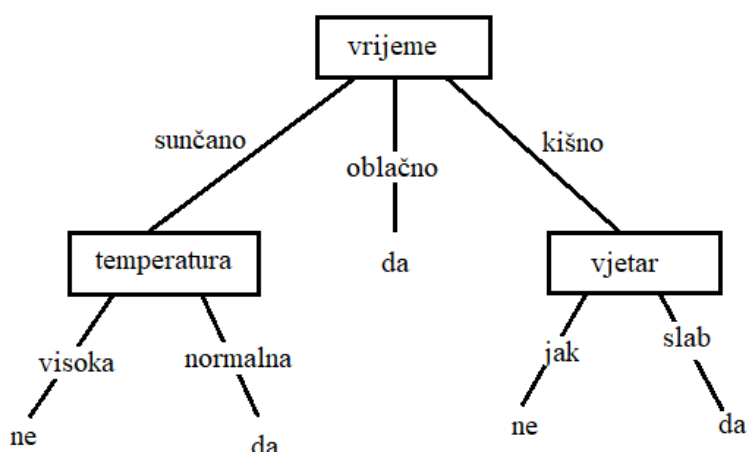 vrijeme
sunčano
oblačno
kišno
temperatura
da
vjetar
visoka
normalna
jak
slab
ne
da
ne
da